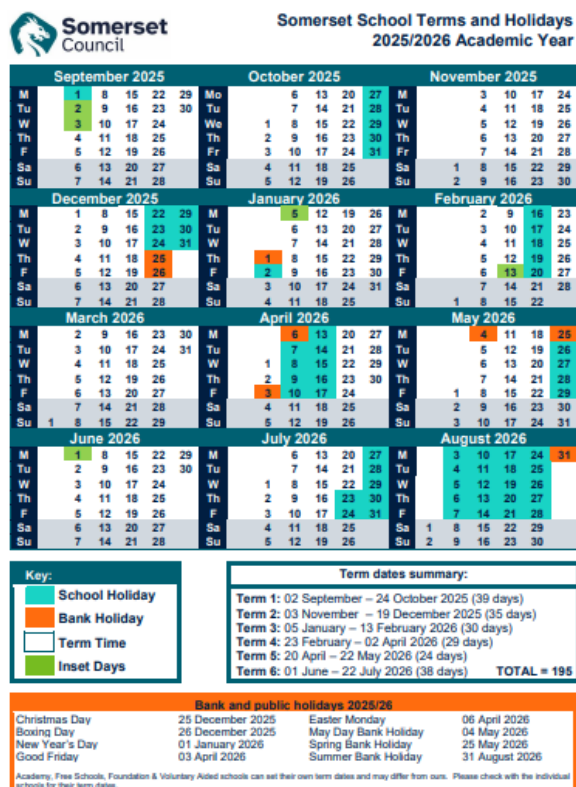 Somerset
Council
Somerset School Terms and Holidays
2025/2026 Academic Year
September 2025 October 2025 November 2025
M 1 8 15 22 29 Mo 6 13 20 27 M 3 10 17 24
Tu 2 9 16 23 30 Tu 7 14 21 28 Tu 4 11 18 25
W 3 10 17 24 We 1 8 15 22 29 W 5 12 19 26
Th 4 11 18 25 Th 2 9 16 23 30 Th 6 13 20 27
F 5 12 19 26 Fr 3 10 17 24 31 Fr 7 14 21 28
Sa 6 13 20 27 Sa 4 11 18 25 Sa 1 8 15 22 29
Su 7 14 21 28 Su 5 12 19 26 Su 2 9 16 23 30
December 2025 January 2026 February 2026
M 1 8 15 22 29 M 5 12 19 26 M 2 9 16 23
Tu 2 9 16 23 30 Tu 6 13 20 27 Tu 3 10 17 24
W 3 10 17 24 31 W 7 14 21 28 W 4 11 18 25
Th 4 11 18 25 Th 1 8 15 22 29 Th 5 12 19 26
F 5 12 19 26 F 2 9 16 23 30 F 6 13 20 27
Sa 6 13 20 27 Sa 3 10 17 24 31 Sa 7 14 21 28
Su 7 14 21 28 Su 4 11 18 25 Su 1 8 15 22
March 2026 April 2026 May 2026
M 2 9 16 23 30 M 6 13 20 27 M 4 11 18 25
Tu 3 10 17 24 31 Tu 7 14 21 28 Tu 5 12 19 26
W 4 11 18 25 W 1 8 15 22 29 W 6 13 20 27
Th 5 12 19 26 Th 2 9 16 23 30 Th 7 14 21 28
F 6 13 20 27 F 3 10 17 24 F 1 8 15 22 29
Sa 7 14 21 28 Sa 4 11 18 25 Sa 2 9 16 23 30
Su 1 8 15 22 29 Su 5 12 19 26 Su 3 10 17 24 31
June 2026 July 2026 August 2026
M 1 8 15 22 29 M 6 13 20 27 M 3 10 17 24 31
Tu 2 9 16 23 30 Tu 7 14 21 28 Tu 4 11 18 25
W 3 10 17 24 W 1 8 15 22 29 W 5 12 19 26
Th 4 11 18 25 Th 2 9 16 23 30 Th 6 13 20 27
F 5 12 19 26 F 3 10 17 24 31 F 7 14 21 28
Sa 6 13 20 27 Sa 4 11 18 25 Sa 1 8 15 22 29
Su 7 14 21 28 Su 5 12 19 26 Su 2 9 16 23 30
Key:
School Holiday
Bank Holiday
Term Time
Inset Days
Term dates summary:
Term 1: 02 September – 24 October 2025 (39 days)
Term 2: 03 November – 19 December 2025 (35 days)
Term 3: 05 January – 13 February 2026 (30 days)
Term 4: 23 February – 02 April 2026 (29 days)
Term 5: 20 April – 22 May 2026 (24 days)
Term 6: 01 June – 22 July 2026 (38 days) TOTAL = 195
Bank and public holidays 2025/26
Christmas Day 25 December 2025 Easter Monday 06 April 2026
Boxing Day 26 December 2025 May Day Bank Holiday 04 May 2026
New Year's Day 01 January 2026 Spring Bank Holiday 25 May 2026
Good Friday 03 April 2026 Summer Bank Holiday 31 August 2026
Academy, Free Schools, Foundation & Voluntary Aided schools can set their own term dates and may differ from ours. Please check with the individual
schools for their term dates.